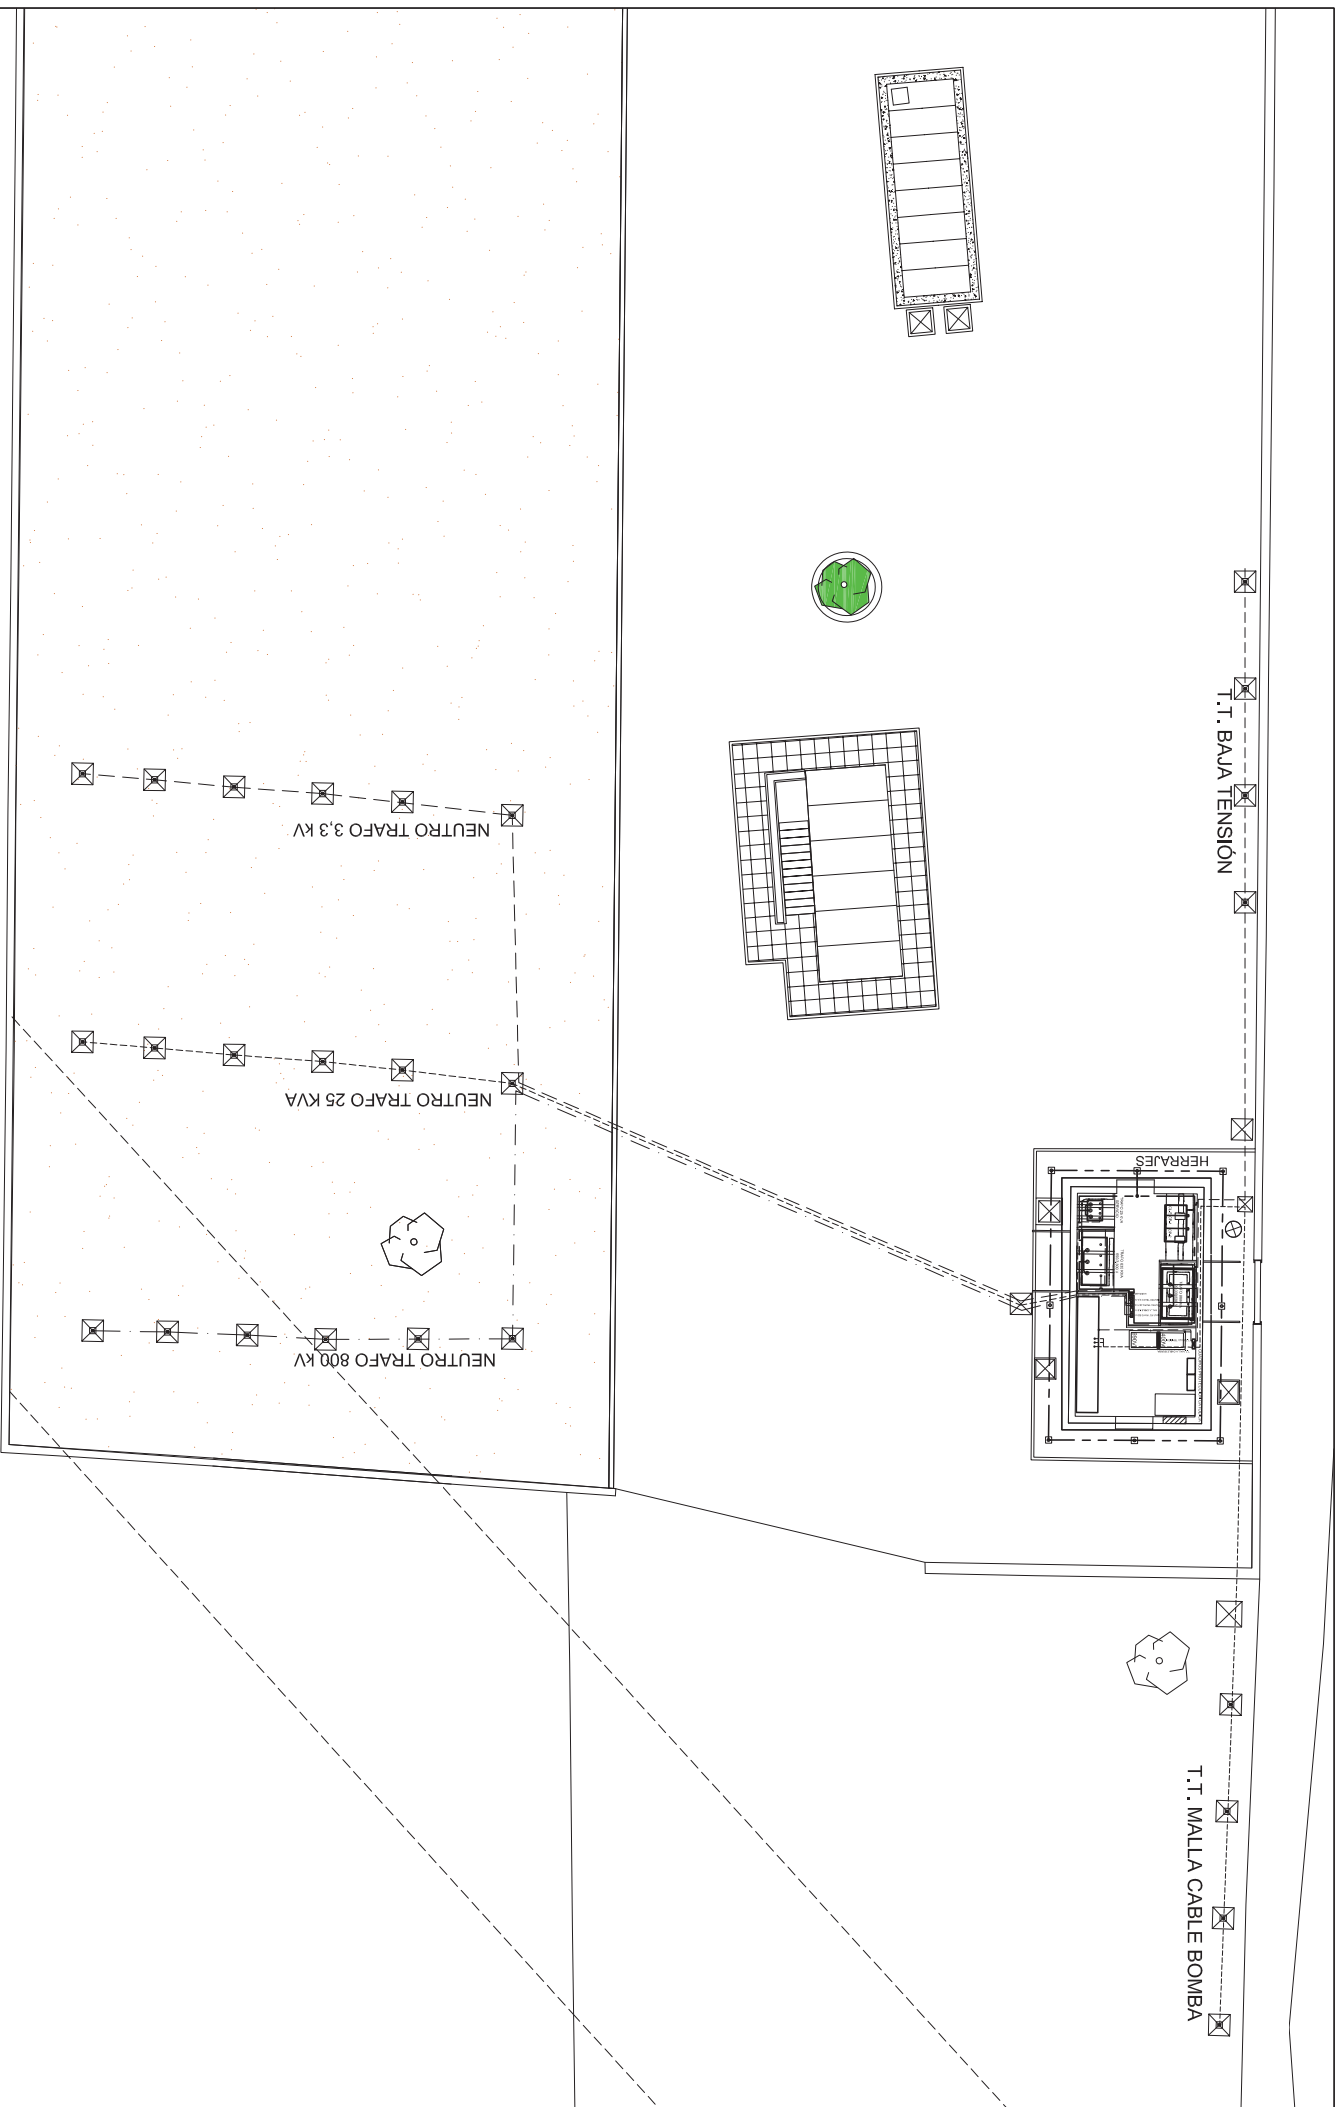 T.T. BAJA TENSIÓN
NEUTRO TRAFO 3,3 kV
NEUTRO TRAFO 25 KVA
HERRAJES
NEUTRO TRAFO 800 kV
T.T. MALLA CABLE BOMBA